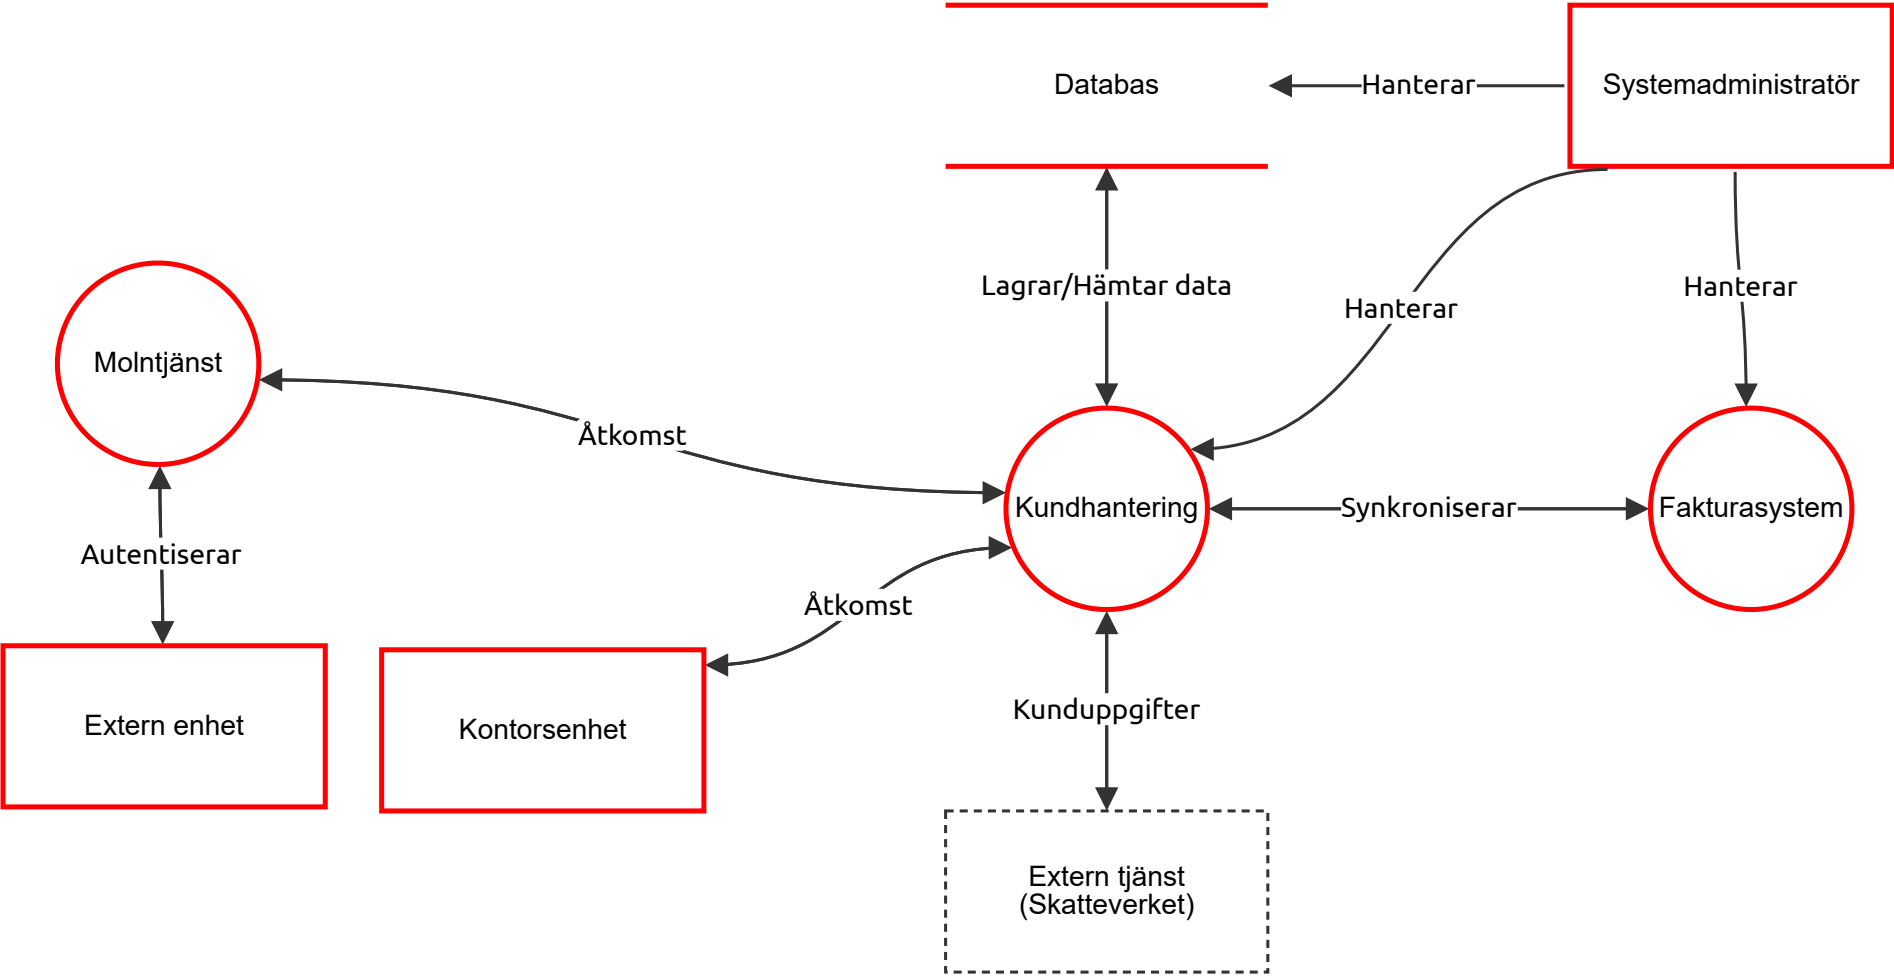 Databas
Hanterar
Systemadministratör
Lagrar/Hämtar data
Hanterar
Hanterar
Molntjänst
Åtkomst
Kundhantering
Synkroniserar
Fakturasystem
Autentiserar
Åtkomst
Extern enhet
Kontorsenhet
Kunduppgifter
Extern tjänst
(Skatteverket)